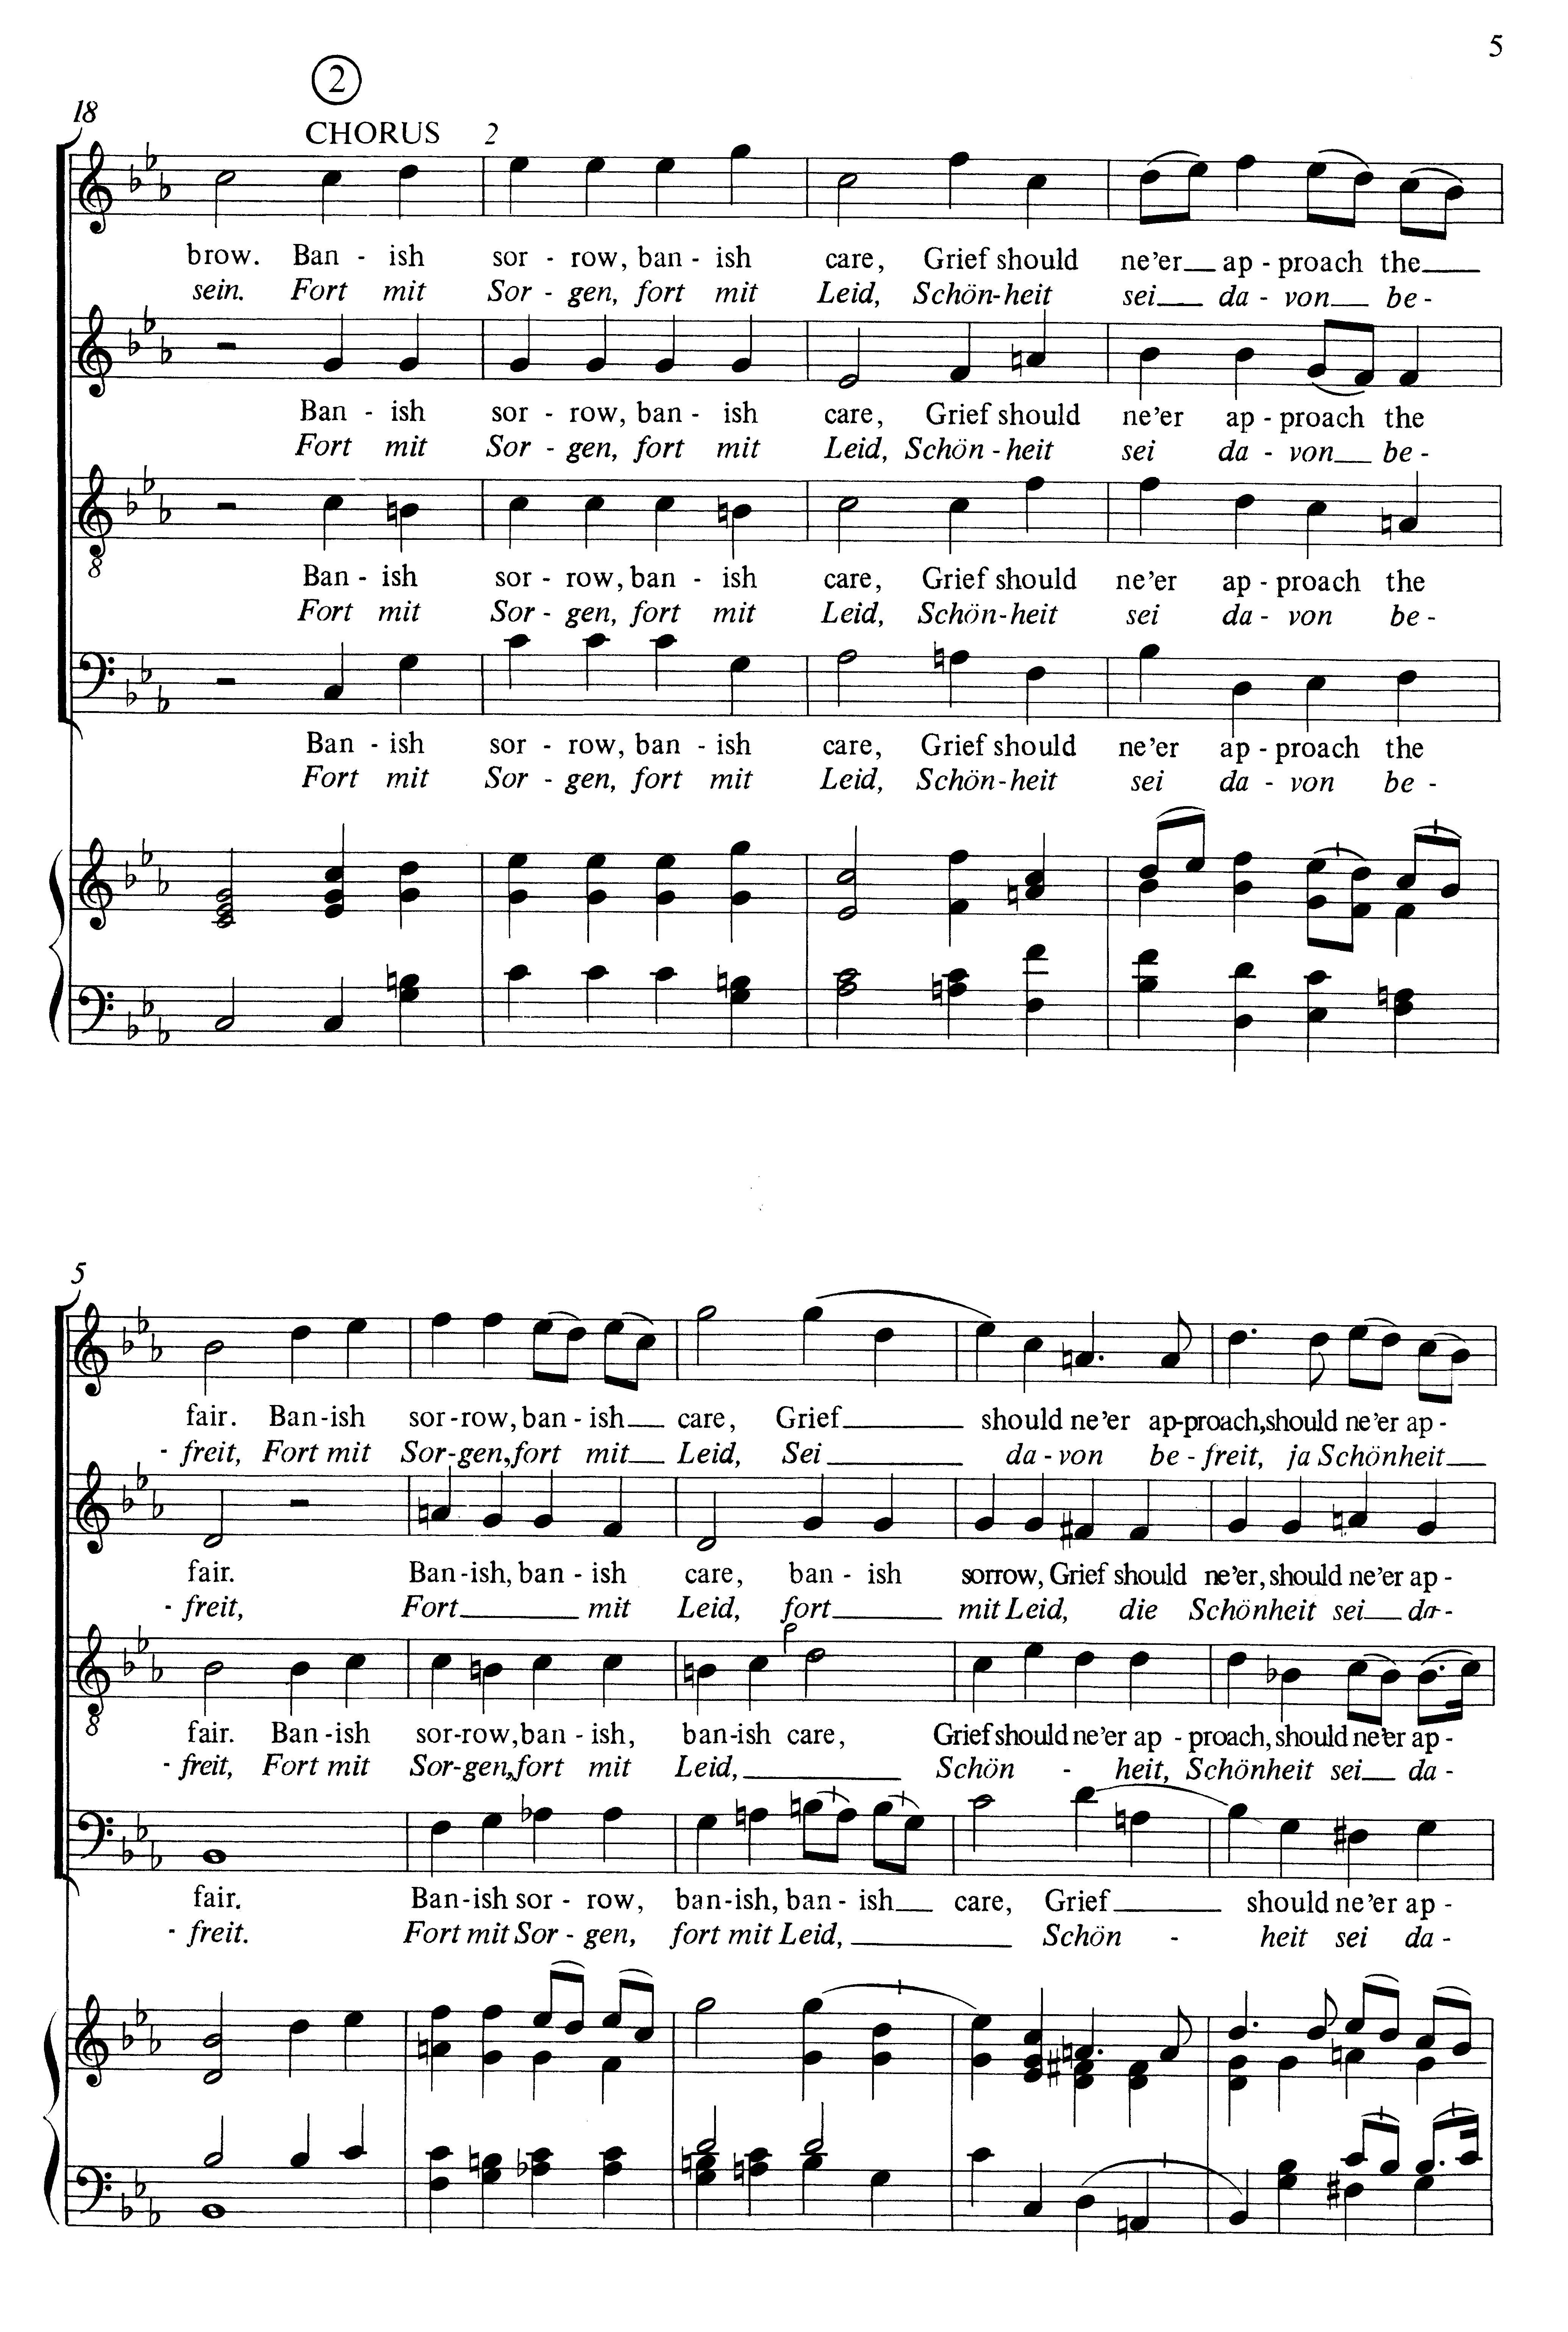 5
2
18
CHORUS 2
brow. Ban - ish sor - row, ban - ish care, Grief should ne’er ap - proach the
sein. Fort mit Sor - gen, fort mit Leid, Schön-heit sei da - von be -
Ban - ish sor - row, ban - ish care, Grief should ne’er ap - proach the
Fort mit Sor - gen, fort mit Leid, Schön - heit sei da - von be -
8
Ban - ish sor - row, ban - ish care, Grief should ne’er ap - proach the
Fort mit Sor - gen, fort mit Leid, Schön-heit sei da - von be -
Ban - ish sor - row, ban - ish care, Grief should ne’er ap - proach the
Fort mit Sor - gen, fort mit Leid, Schön-heit sei da - von be -
5
fair. Ban-ish sor-row, ban - ish care, Grief should ne’er ap-proach, should ne’er ap -
- freit, Fort mit Sor-gen, fort mit Leid, Sei da - von be - freit, ja Schönheit
fair. Ban-ish, ban - ish care, ban - ish sorrow, Grief should ne’er, should ne’er ap -
- freit, Fort mit Leid, fort mit Leid, die Schönheit sei da -
8
fair. Ban-ish sor-row, ban - ish, ban-ish care, Grief should ne’er ap - proach, should ne’er ap -
- freit, Fort mit Sor-gen, fort mit Leid, Schön - heit, Schönheit sei da -
fair. Ban-ish sor - row, ban-ish, ban - ish care, Grief should ne’er ap -
- freit. Fort mit Sor - gen, fort mit Leid, Schön - heit sei da -